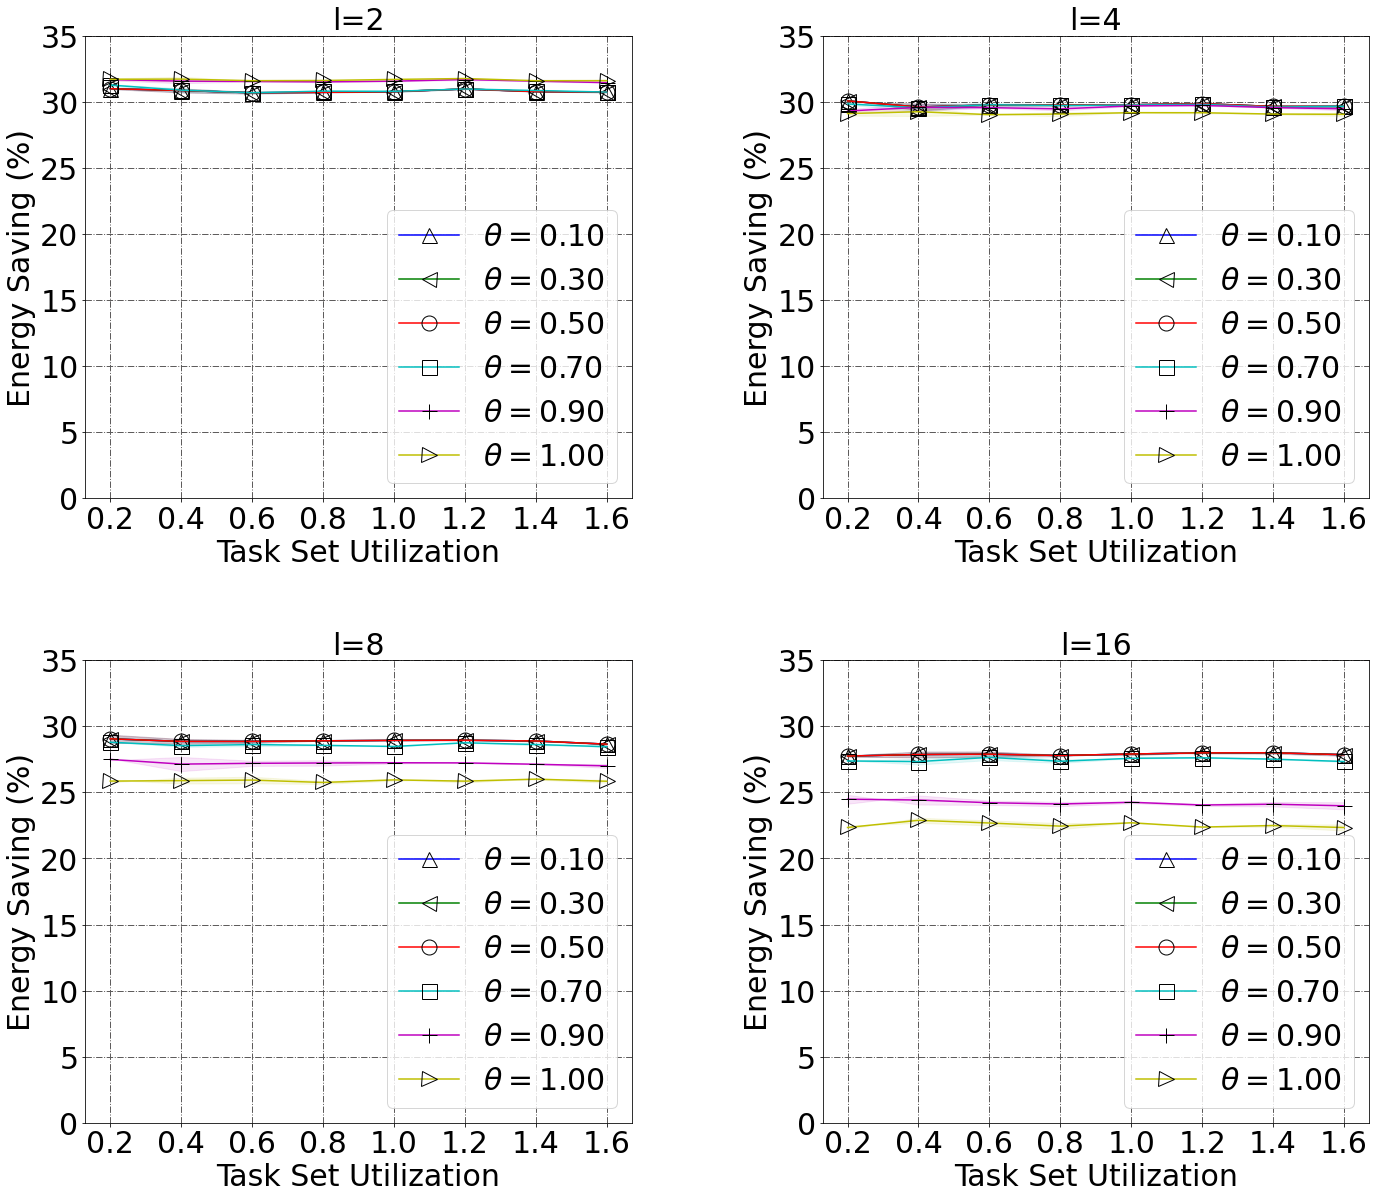 l=2
35
30
25
20
15
10
5
0
Energy Saving (%)
θ = 0.10
θ = 0.30
θ = 0.50
θ = 0.70
θ = 0.90
θ = 1.00
0.2 0.4 0.6 0.8 1.0 1.2 1.4 1.6
Task Set Utilization
l=4
35
30
25
20
15
10
5
0
Energy Saving (%)
θ = 0.10
θ = 0.30
θ = 0.50
θ = 0.70
θ = 0.90
θ = 1.00
0.2 0.4 0.6 0.8 1.0 1.2 1.4 1.6
Task Set Utilization
l=8
35
30
25
20
15
10
5
0
Energy Saving (%)
θ = 0.10
θ = 0.30
θ = 0.50
θ = 0.70
θ = 0.90
θ = 1.00
0.2 0.4 0.6 0.8 1.0 1.2 1.4 1.6
Task Set Utilization
l=16
35
30
25
20
15
10
5
0
Energy Saving (%)
θ = 0.10
θ = 0.30
θ = 0.50
θ = 0.70
θ = 0.90
θ = 1.00
0.2 0.4 0.6 0.8 1.0 1.2 1.4 1.6
Task Set Utilization